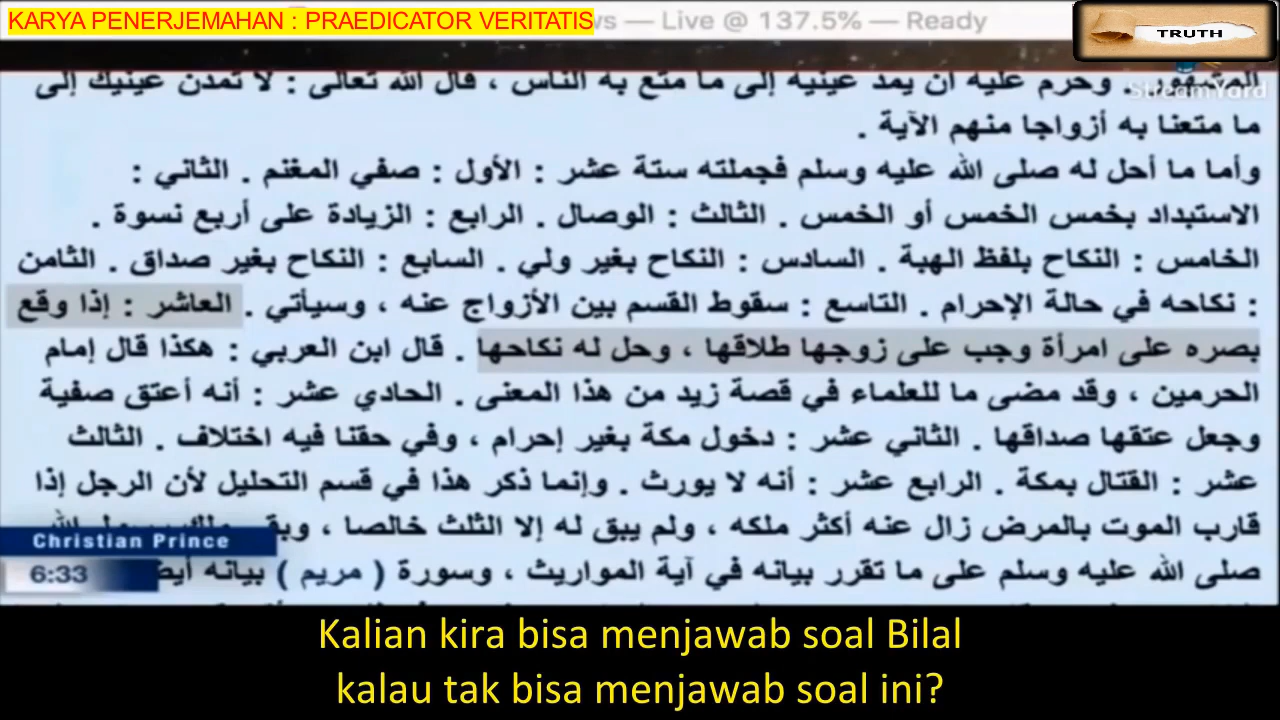 KARYA PENERJEMAHAN : PRAEDICATOR VERITATIS
— Live @ 137.5% — Ready
TRUTH
StreamYard
وحرم عليه أن يمد عينيه إلى ما متع به الناس ، قال الله تعالى : لا تمدن عينيك إلى
ما متعنا به أزواجا منهم الآية .
وأما ما أحل له صلى الله عليه وسلم فجملته ستة عشر : الأول : صفي المغنم . الثاني :
الاستبداد بخمس الخمس أو الخمس . الثالث : الوصال . الرابع : الزيادة على أربع نسوة .
الخامس : النكاح بلفظ الهبة . السادس : النكاح بغير ولي . السابع : النكاح بغير صداق . الثامن
: نكاحه في حالة الإحرام . التاسع : سقوط القسم بين الأزواج عنه ، وسيأتي . العاشر : إذا وقع
بصره على امرأة وجب على زوجها طلاقها ، وحل له نكاحها . قال ابن العربي : هكذا قال إمام
الحرمين ، وقد مضى ما للعلماء في قصة زيد من هذا المعنى . الحادي عشر : أنه أعتق صفية
وجعل عتقها صداقها . الثاني عشر : دخول مكة بغير إحرام ، وفي حقنا فيه اختلاف . الثالث
عشر : القتال بمكة . الرابع عشر : أنه لا يورث . وإنما ذكر هذا في قسم التحليل لأن الرجل إذا
قارب الموت بالمرض زال عنه أكثر ملكه ، ولم يبق له إلا الثلث خالصا ،
صلى الله عليه وسلم على ما تقرر بيانه في آية المواريث ، وسورة ( مريم ) بيانه
Christian Prince
6:33
Kalian kira bisa menjawab soal Bilal
kalau tak bisa menjawab soal ini?